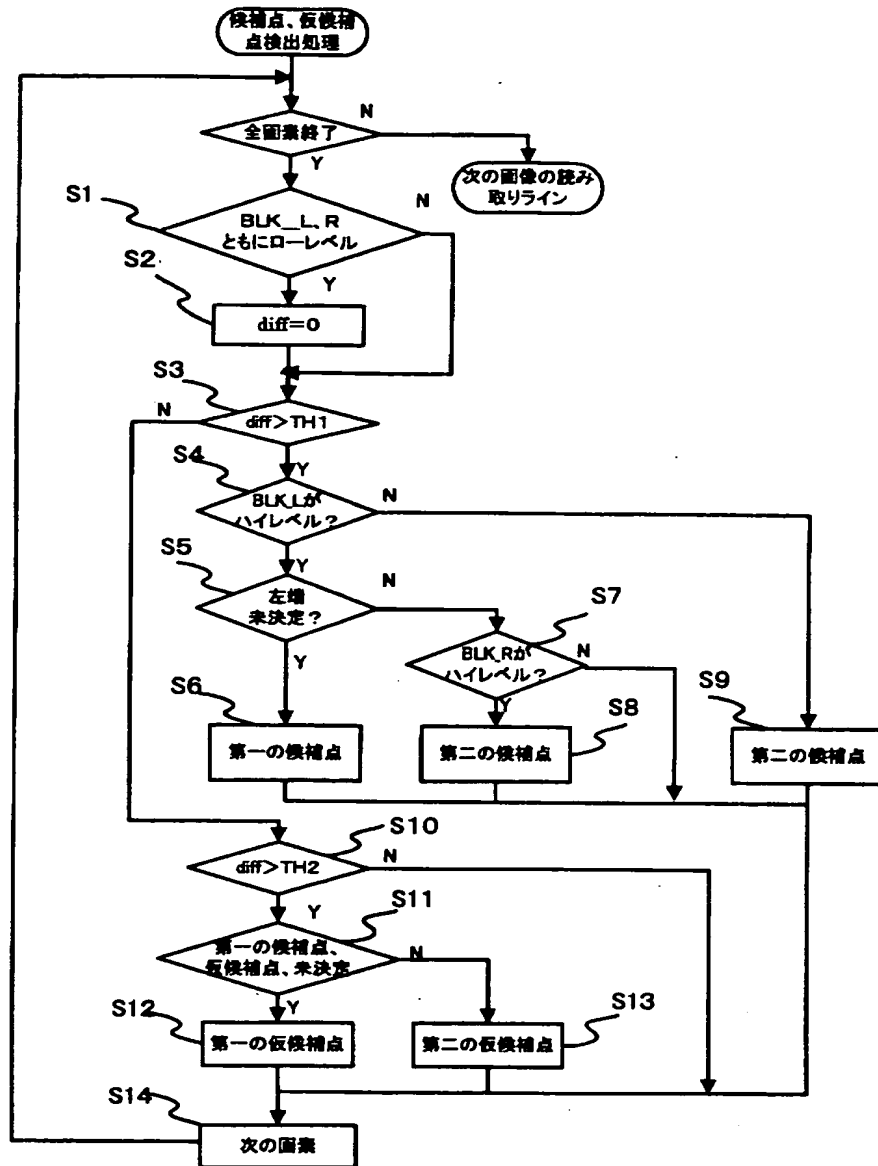 候補点、仮候補
点検出処理
N
全画素終了
Y
次の画像の読み
取りライン
S1
N
BLK_L、R
ともにローレベル
Y
S2
diff=0
S3
N
diff>TH1
Y
S4
BLK_Lが
ハイレベル?
N
Y
S5
左端
未決定?
N
Y
S7
BLK_Rが
ハイレベル?
N
Y
S6
第一の候補点
S8
第二の候補点
S9
第二の候補点
S10
diff>TH2
N
Y
S11
第一の候補点、
仮候補点、未決定
N
Y
S12
第一の仮候補点
S13
第二の仮候補点
S14
次の画素